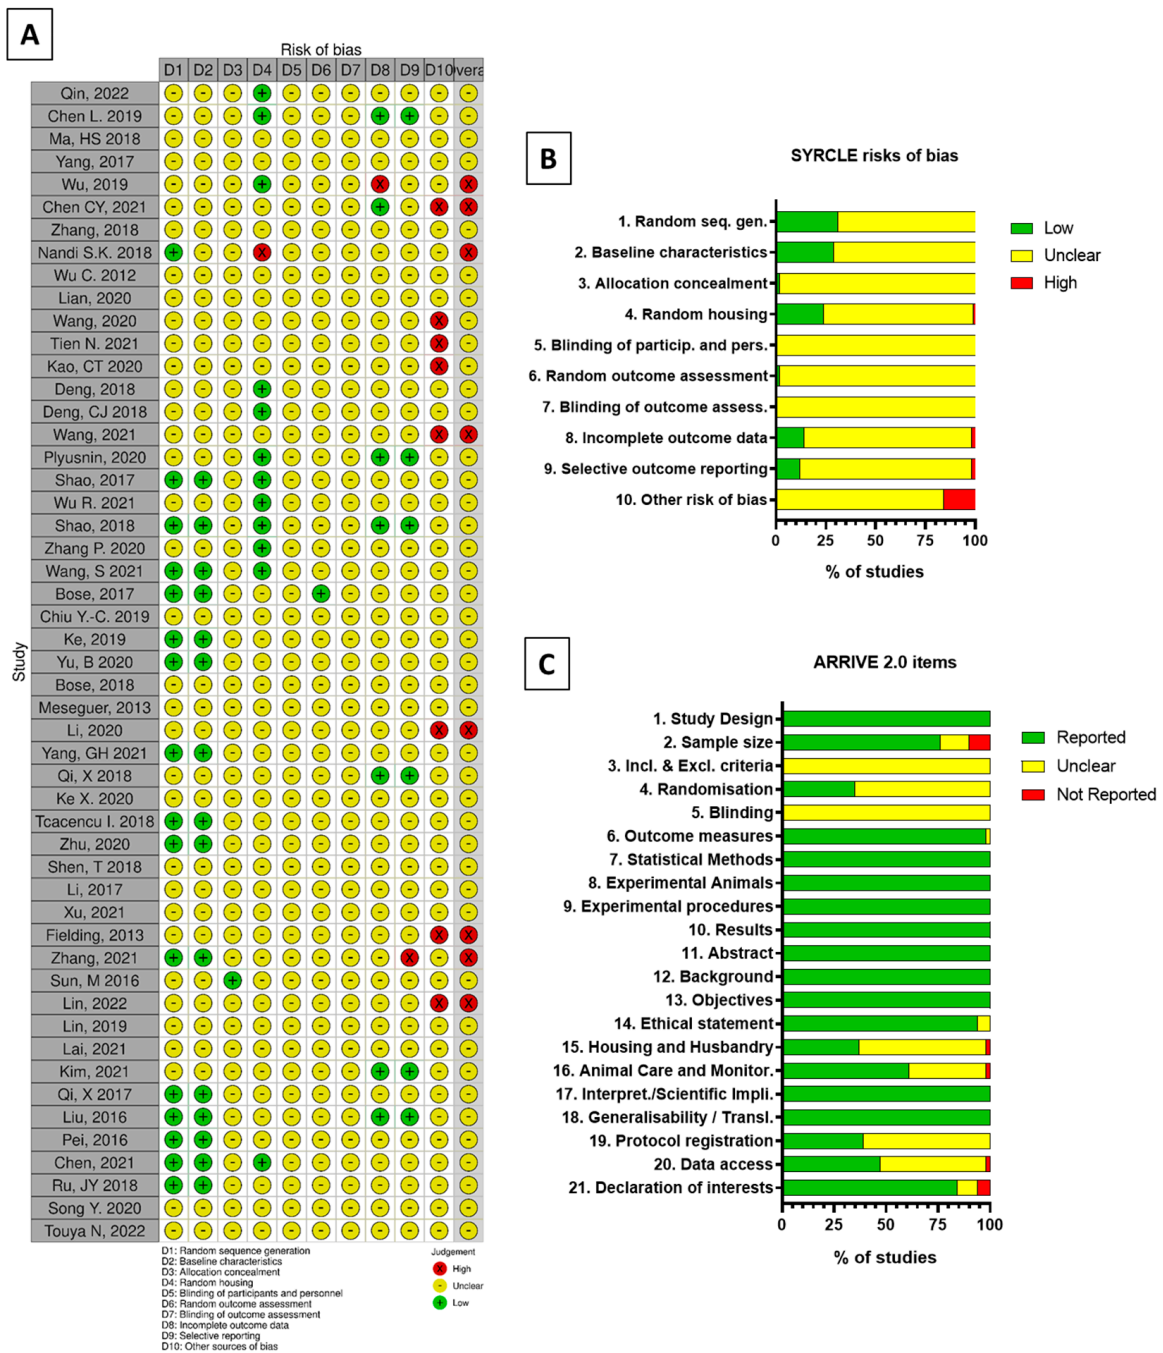 A
Risk of bias
D1 D2 D3 D4 D5 D6 D7 D8 D9 D10 vera
Study
Qin, 2022
Chen L. 2019
Ma, HS 2018
Yang, 2017
Wu, 2019
Chen CY, 2021
Zhang, 2018
Nandi S.K. 2018
Wu C. 2012
Lian, 2020
Wang, 2020
Tien N. 2021
Kao, CT 2020
Deng, 2018
Deng, CJ 2018
Wang, 2021
Plyusnin, 2020
Shao, 2017
Wu R. 2021
Shao, 2018
Zhang P. 2020
Wang, S 2021
Bose, 2017
Chiu Y.-C. 2019
Ke, 2019
Yu, B 2020
Bose, 2018
Meseguer, 2013
Li, 2020
Yang, GH 2021
Qi, X 2018
Ke X. 2020
Tcacencu I. 2018
Zhu, 2020
Shen, T 2018
Li, 2017
Xu, 2021
Fielding, 2013
Zhang, 2021
Sun, M 2016
Lin, 2022
Lin, 2019
Lai, 2021
Kim, 2021
Qi, X 2017
Liu, 2016
Pei, 2016
Chen, 2021
Ru, JY 2018
Song Y. 2020
Touya N, 2022
D1: Random sequence generation
D2: Baseline characteristics
D3: Allocation concealment
D4: Random housing
D5: Blinding of participants and personnel
D6: Random outcome assessment
D7: Blinding of outcome assessment
D8: Incomplete outcome data
D9: Selective reporting
D10: Other sources of bias
Judgement
High
Unclear
Low
B
SYRCLE risks of bias
1. Random seq. gen.
2. Baseline characteristics
3. Allocation concealment
4. Random housing
5. Blinding of particip. and pers.
6. Random outcome assessment
7. Blinding of outcome assess.
8. Incomplete outcome data
9. Selective outcome reporting
10. Other risk of bias
0 25 50 75 100
% of studies
Low
Unclear
High
C
ARRIVE 2.0 items
1. Study Design
2. Sample size
3. Incl. & Excl. criteria
4. Randomisation
5. Blinding
6. Outcome measures
7. Statistical Methods
8. Experimental Animals
9. Experimental procedures
10. Results
11. Abstract
12. Background
13. Objectives
14. Ethical statement
15. Housing and Husbandry
16. Animal Care and Monitor.
17. Interpret./Scientific Impli.
18. Generalisability / Transl.
19. Protocol registration
20. Data access
21. Declaration of interests
0 25 50 75 100
% of studies
Reported
Unclear
Not Reported